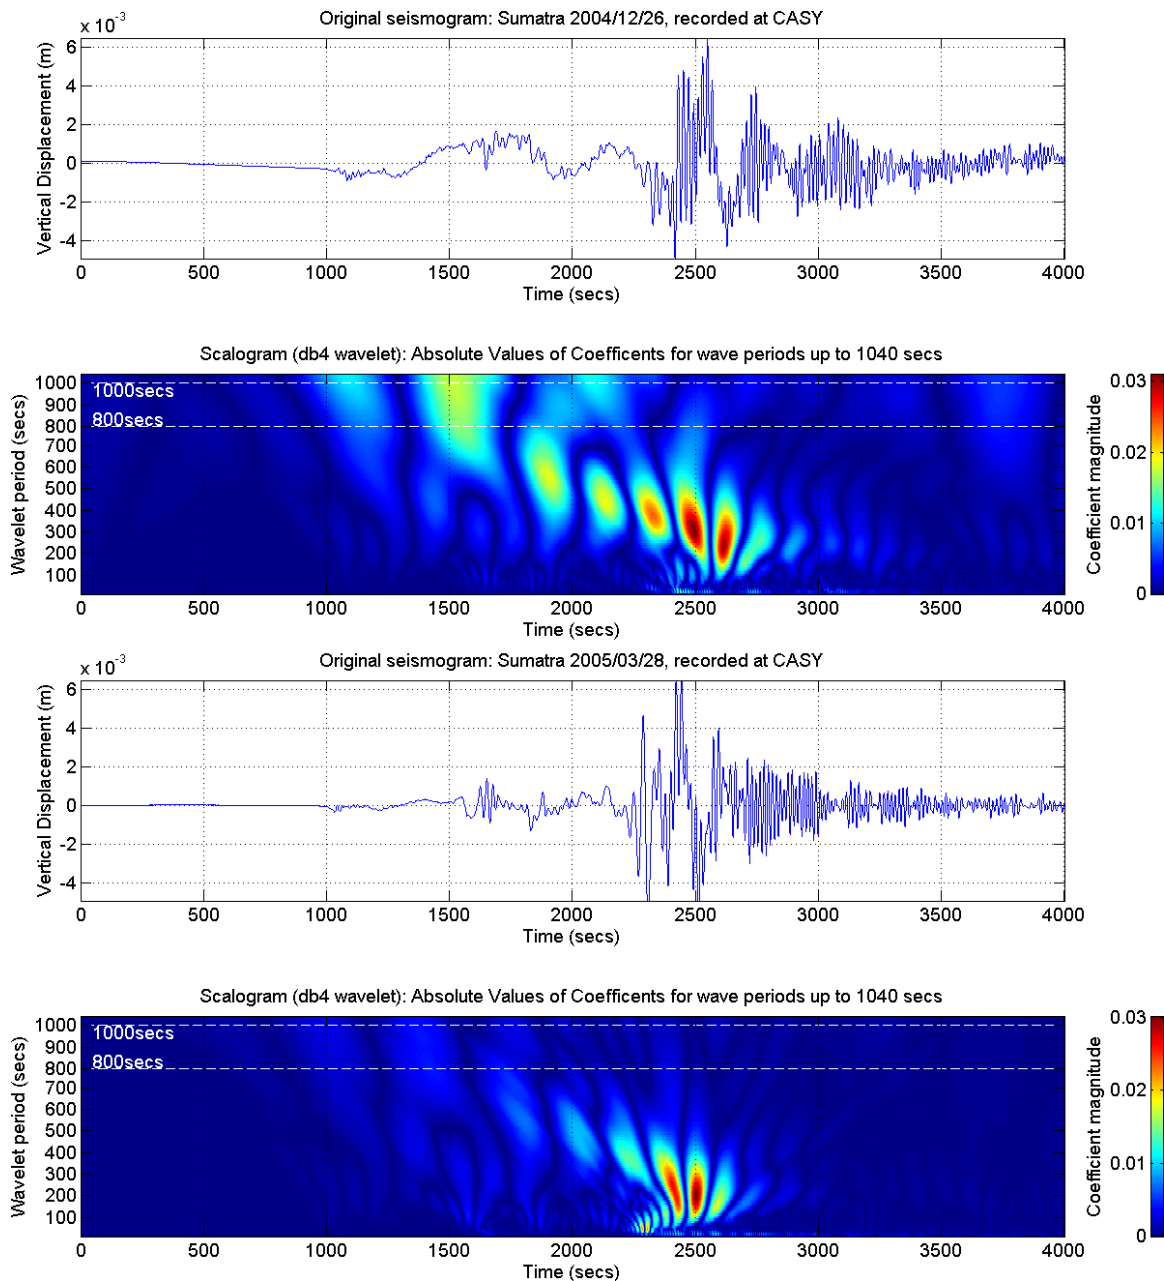 Original seismogram: Sumatra 2004/12/26, recorded at CASY
x 10^-3
Vertical Displacement (m)
6
4
2
0
-2
-4
0 500 1000 1500 2000 2500 3000 3500 4000
Time (secs)
Scalogram (db4 wavelet): Absolute Values of Coefficents for wave periods up to 1040 secs
Wavelet period (secs)
1000
900
800
700
600
500
400
300
200
100
1000secs
800secs
0 500 1000 1500 2000 2500 3000 3500 4000
Time (secs)
Coefficient magnitude
0.03
0.02
0.01
0
Original seismogram: Sumatra 2005/03/28, recorded at CASY
x 10^-3
Vertical Displacement (m)
6
4
2
0
-2
-4
0 500 1000 1500 2000 2500 3000 3500 4000
Time (secs)
Scalogram (db4 wavelet): Absolute Values of Coefficents for wave periods up to 1040 secs
Wavelet period (secs)
1000
900
800
700
600
500
400
300
200
100
1000secs
800secs
0 500 1000 1500 2000 2500 3000 3500 4000
Time (secs)
Coefficient magnitude
0.03
0.02
0.01
0